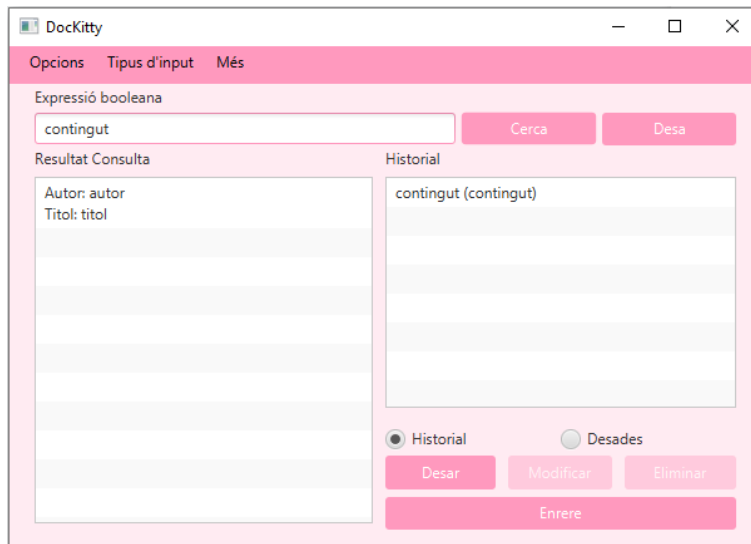 DocKitty
Opcions Tipus d'input Més
Expressió booleana
contingut Cerca Desa
Resultat Consulta Historial
Autor: autor
Titol: titol
contingut (contingut)
Historial Desades
Desar Modificar Eliminar
Enrere